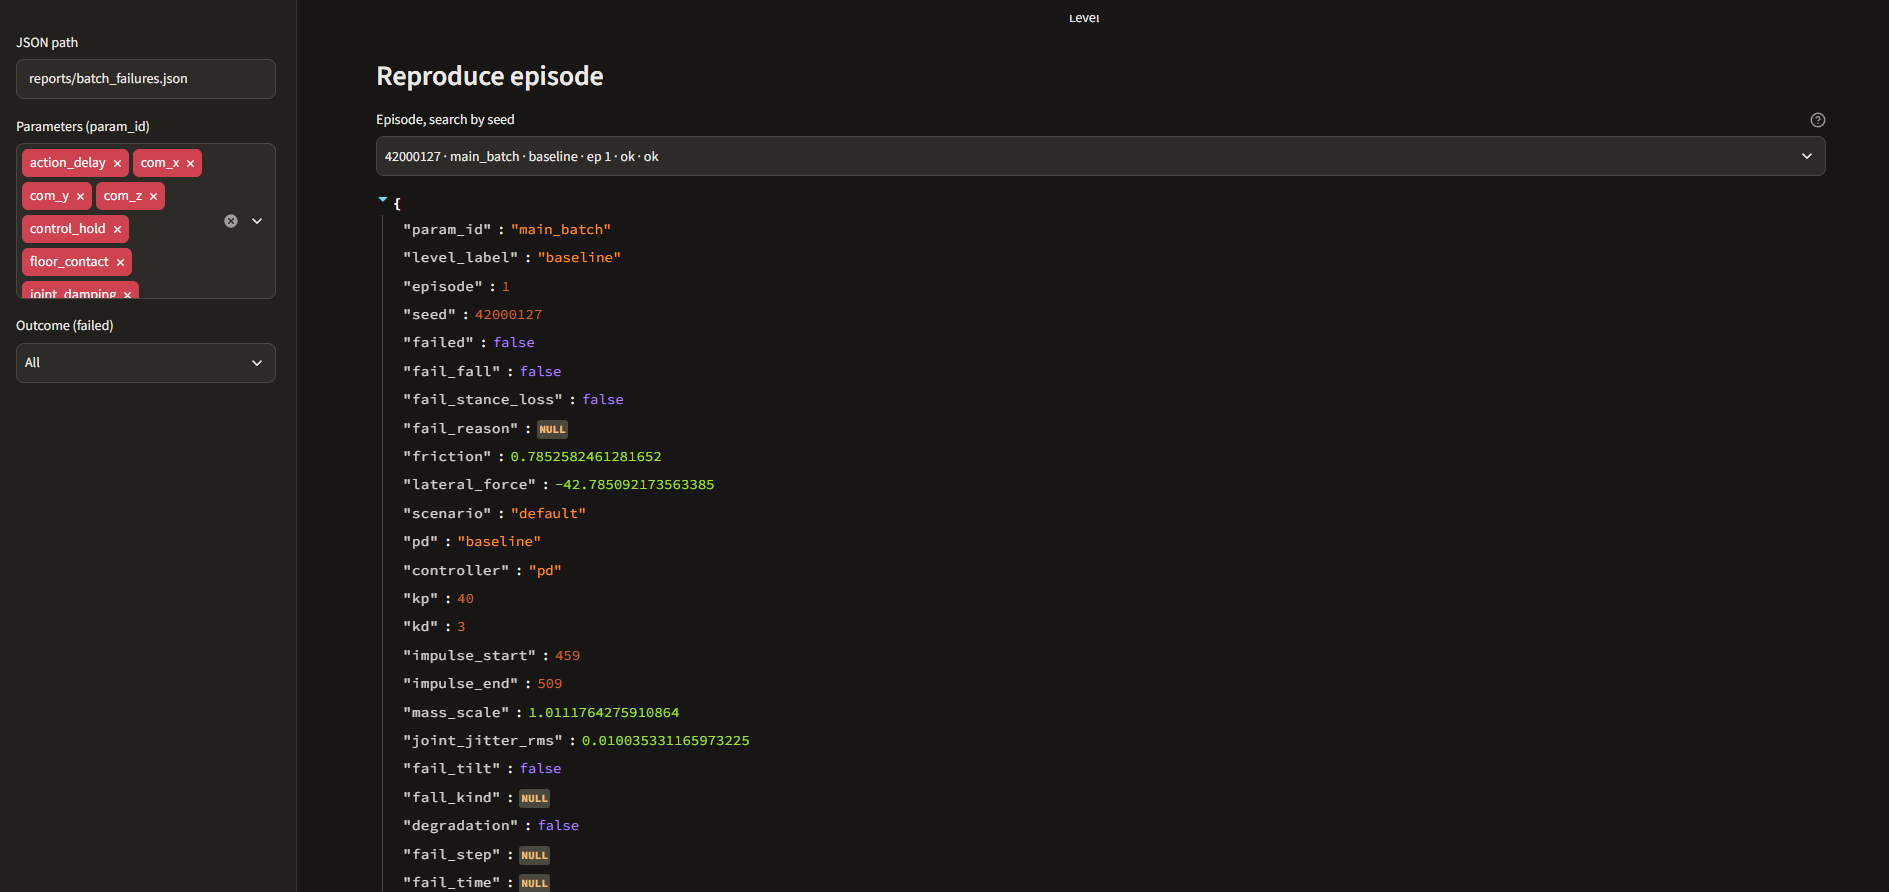 JSON path
reports/batch_failures.json
Parameters (param_id)
action_delay ×
com_x ×
com_y ×
com_z ×
control_hold ×
floor_contact ×
joint_damping ×
Outcome (failed)
All
Level
Reproduce episode
Episode, search by seed
42000127 · main_batch · baseline · ep 1 · ok · ok
{
"param_id" : "main_batch"
"level_label" : "baseline"
"episode" : 1
"seed" : 42000127
"failed" : false
"fail_fall" : false
"fail_stance_loss" : false
"fail_reason" : NULL
"friction" : 0.7852582461281652
"lateral_force" : -42.785092173563385
"scenario" : "default"
"pd" : "baseline"
"controller" : "pd"
"kp" : 40
"kd" : 3
"impulse_start" : 459
"impulse_end" : 509
"mass_scale" : 1.0111764275910864
"joint_jitter_rms" : 0.010035331165973225
"fail_tilt" : false
"fall_kind" : NULL
"degradation" : false
"fail_step" : NULL
"fail_time" : NULL